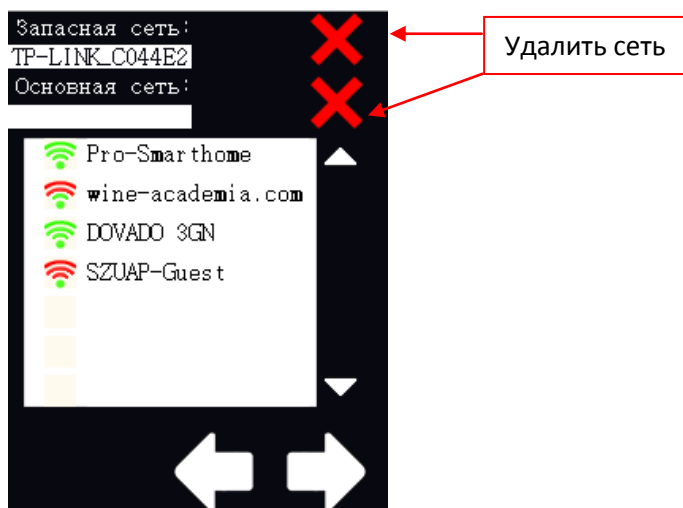 Запасная сеть:
TP-LINK_C044E2
Основная сеть:
Pro-Smarthome
wine-academia.com
DOVADO 3GN
SZUAP-Guest
Удалить сеть